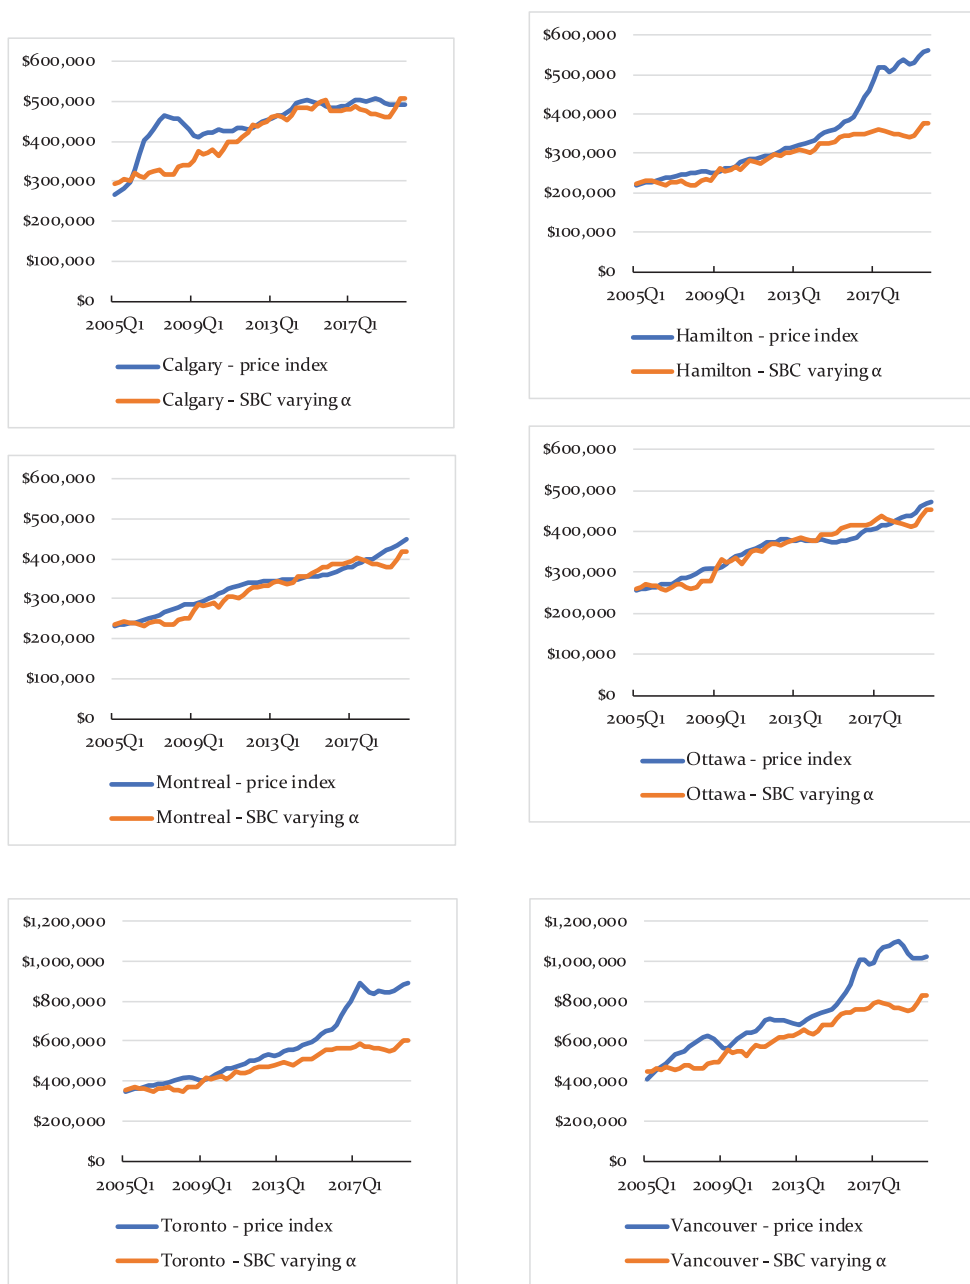 $600,000
$500,000
$400,000
$300,000
$200,000
$100,000
$0
2005Q1 2009Q1 2013Q1 2017Q1
Calgary - price index
Calgary - SBC varying α
$600,000
$500,000
$400,000
$300,000
$200,000
$100,000
$0
2005Q1 2009Q1 2013Q1 2017Q1
Hamilton - price index
Hamilton - SBC varying α
$600,000
$500,000
$400,000
$300,000
$200,000
$100,000
$0
2005Q1 2009Q1 2013Q1 2017Q1
Montreal - price index
Montreal - SBC varying α
$600,000
$500,000
$400,000
$300,000
$200,000
$100,000
$0
2005Q1 2009Q1 2013Q1 2017Q1
Ottawa - price index
Ottawa - SBC varying α
$1,200,000
$1,000,000
$800,000
$600,000
$400,000
$200,000
$0
2005Q1 2009Q1 2013Q1 2017Q1
Toronto - price index
Toronto - SBC varying α
$1,200,000
$1,000,000
$800,000
$600,000
$400,000
$200,000
$0
2005Q1 2009Q1 2013Q1 2017Q1
Vancouver - price index
Vancouver - SBC varying α